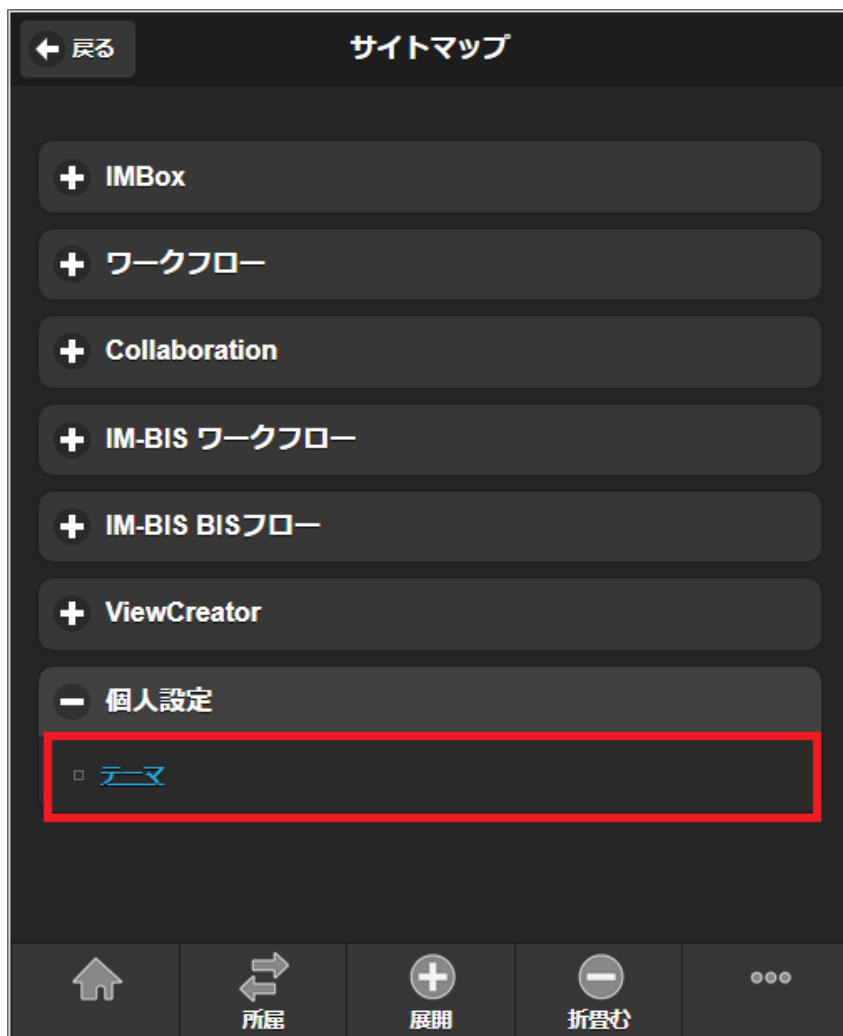 戻る
サイトマップ
IMBox
ワークフロー
Collaboration
IM-BIS ワークフロー
IM-BIS BISフロー
ViewCreator
個人設定
テーマ
所属
展開
折畳む